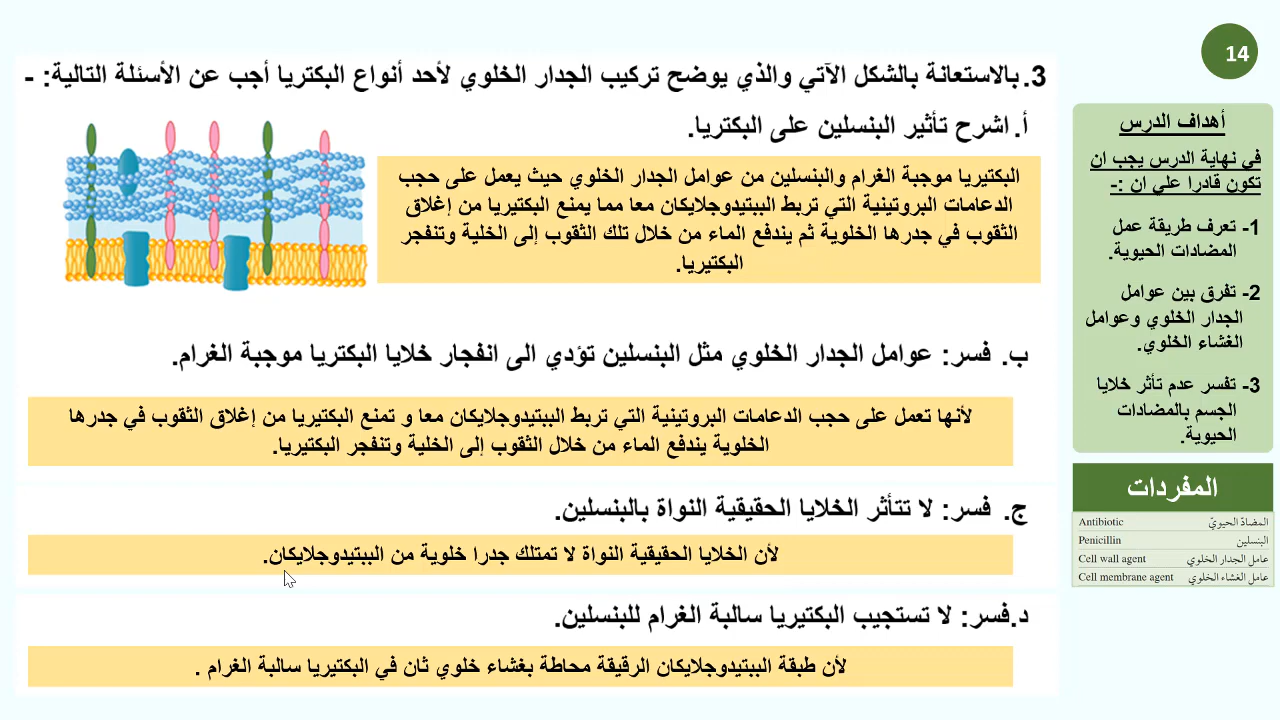 14
3. بالاستعانة بالشكل الآتي والذي يوضح تركيب الجدار الخلوي لأحد أنواع البكتريا أجب عن الأسئلة التالية: -
أ. اشرح تأثير البنسلين على البكتريا.
البكتيريا موجبة الغرام والبنسلين من عوامل الجدار الخلوي حيث يعمل على حجب
الدعامات البروتينية التي تربط الببتيدوجلايكان معا مما يمنع البكتيريا من إغلاق
الثقوب في جدرها الخلوية ثم يندفع الماء من خلال تلك الثقوب إلى الخلية وتنفجر
البكتيريا.
ب. فسر: عوامل الجدار الخلوي مثل البنسلين تؤدي الى انفجار خلايا البكتريا موجبة الغرام.
لأنها تعمل على حجب الدعامات البروتينية التي تربط الببتيدوجلايكان معا و تمنع البكتيريا من إغلاق الثقوب في جدرها
الخلوية يندفع الماء من خلال الثقوب إلى الخلية وتنفجر البكتيريا.
ج. فسر: لا تتأثر الخلايا الحقيقية النواة بالبنسلين.
لأن الخلايا الحقيقية النواة لا تمتلك جدرا خلوية من الببتيدوجلايكان.
د.فسر: لا تستجيب البكتيريا سالبة الغرام للبنسلين.
لأن طبقة الببتيدوجلايكان الرقيقة محاطة بغشاء خلوي ثان في البكتيريا سالبة الغرام .
أهداف الدرس
في نهاية الدرس يجب ان
تكون قادرا علي ان :-
1- تعرف طريقة عمل
المضادات الحيوية.
2- تفرق بين عوامل
الجدار الخلوي وعوامل
الغشاء الخلوي.
3- تفسر عدم تأثر خلايا
الجسم بالمضادات
الحيوية.
المفردات
المضادّ الحيويّ Antibiotic
البنسلين Penicillin
عامل الجدار الخلوي Cell wall agent
عامل الغشاء الخلوي Cell membrane agent